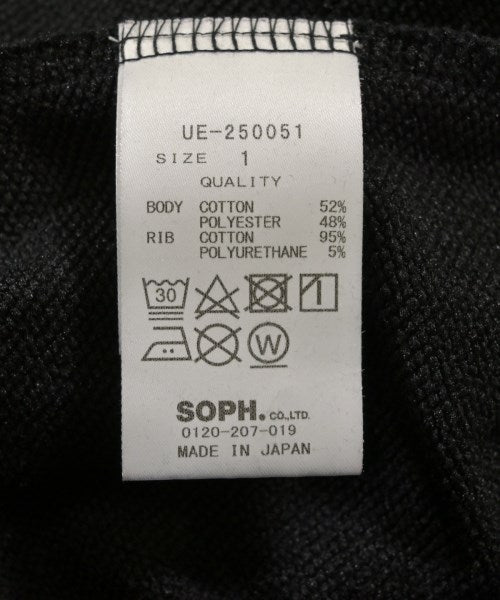 UE-250051
SIZE 1
QUALITY
BODY COTTON 52%
POLYESTER 48%
RIB COTTON 95%
POLYURETHANE 5%
30
W
SOPH. CO.,LTD.
0120-207-019
MADE IN JAPAN